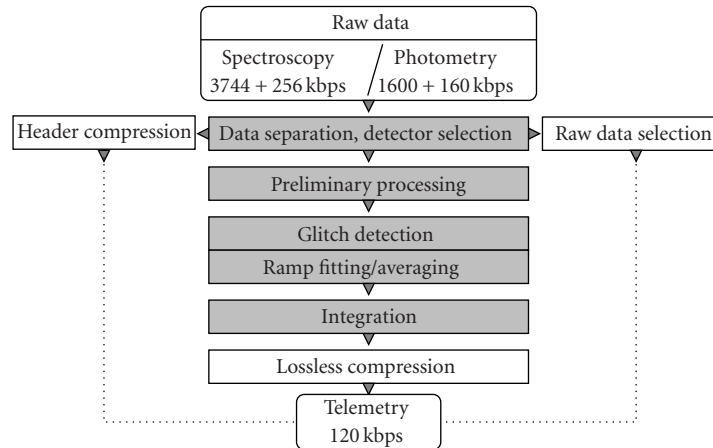 Raw data
Spectroscopy
3744 + 256 kbps
Photometry
1600 + 160 kbps
Header compression
Data separation, detector selection
Raw data selection
Preliminary processing
Glitch detection
Ramp fitting/averaging
Integration
Lossless compression
Telemetry
120 kbps